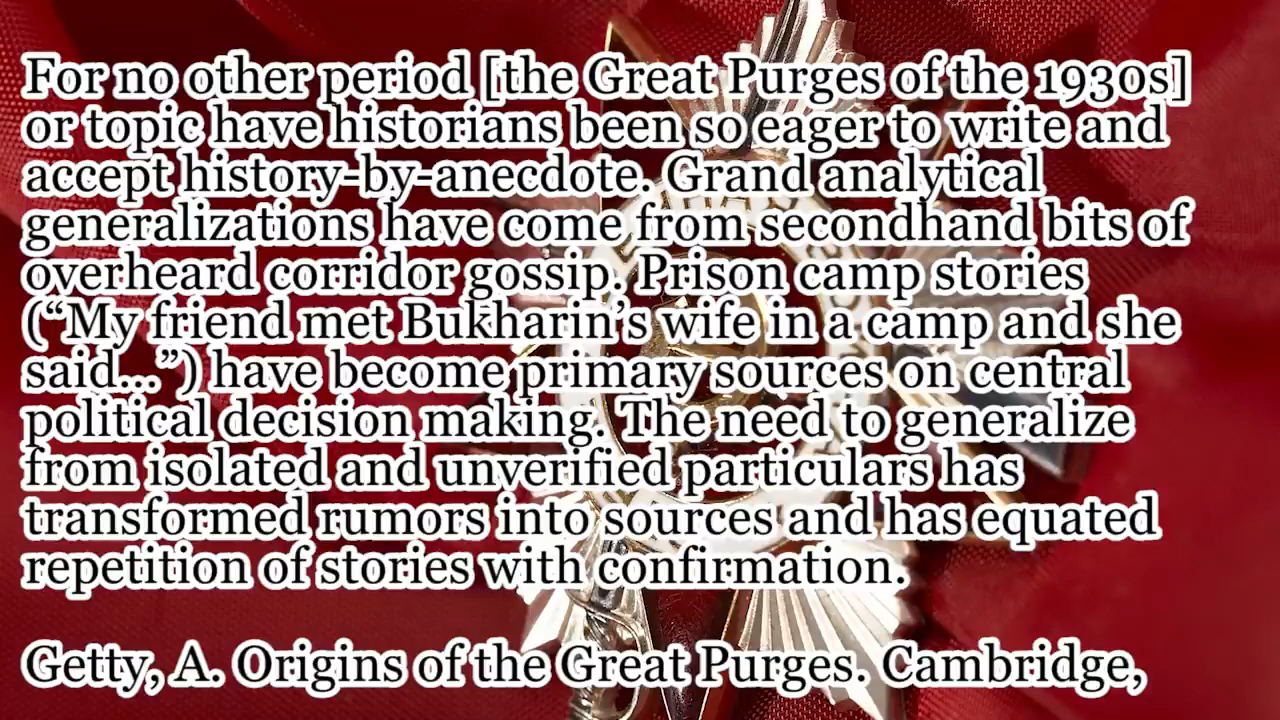 For no other period [the Great Purges of the 1930s]
or topic have historians been so eager to write and
accept history-by-anecdote. Grand analytical
generalizations have come from secondhand bits of
overheard corridor gossip. Prison camp stories
(“My friend met Bukharin’s wife in a camp and she
said...”) have become primary sources on central
political decision making. The need to generalize
from isolated and unverified particulars has
transformed rumors into sources and has equated
repetition of stories with confirmation.
Getty, A. Origins of the Great Purges. Cambridge,